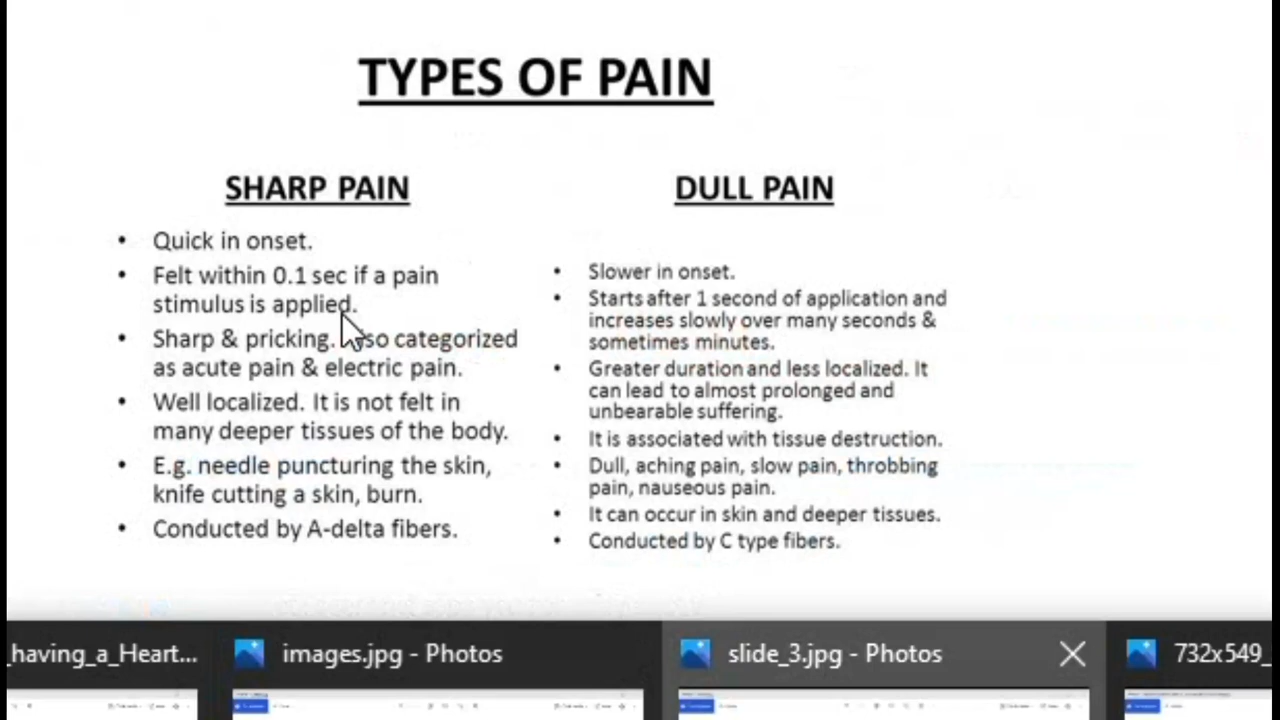 TYPES OF PAIN
SHARP PAIN
• Quick in onset.
• Felt within 0.1 sec if a pain
stimulus is applied.
• Sharp & pricking. so categorized
as acute pain & electric pain.
• Well localized. It is not felt in
many deeper tissues of the body.
• E.g. needle puncturing the skin,
knife cutting a skin, burn.
• Conducted by A-delta fibers.
DULL PAIN
• Slower in onset.
• Starts after 1 second of application and
increases slowly over many seconds &
sometimes minutes.
• Greater duration and less localized. It
can lead to almost prolonged and
unbearable suffering.
• It is associated with tissue destruction.
• Dull, aching pain, slow pain, throbbing
pain, nauseous pain.
• It can occur in skin and deeper tissues.
• Conducted by C type fibers.
_having_a_Heart...
images.jpg - Photos
slide_3.jpg - Photos
732x549_